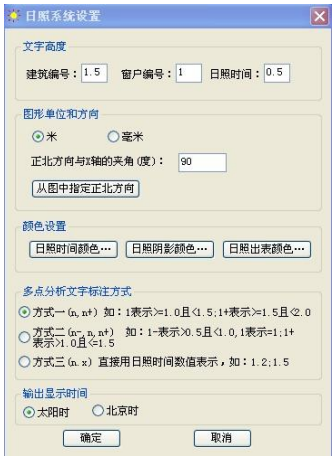 日照系统设置
文字高度
建筑编号：1.5 窗户编号：1 日照时间：0.5
图形单位和方向
米 毫米
正北方向与X轴的夹角(度)： 90
从图中指定正北方向
颜色设置
日照时间颜色… 日照阴影颜色… 日照出表颜色…
多点分析文字标注方式
方式一(n,n+) 如：1表示>=1.0且<1.5;1+表示>=1.5且<2.0
方式二(n-,n,n+) 如：1-表示>0.5且<1.0,1表示=1;1+
表示>1.0且<=1.5
方式三(n.x) 直接用日照时间数值表示，如：1.2;1.5
输出显示时间
太阳时 北京时
确定 取消